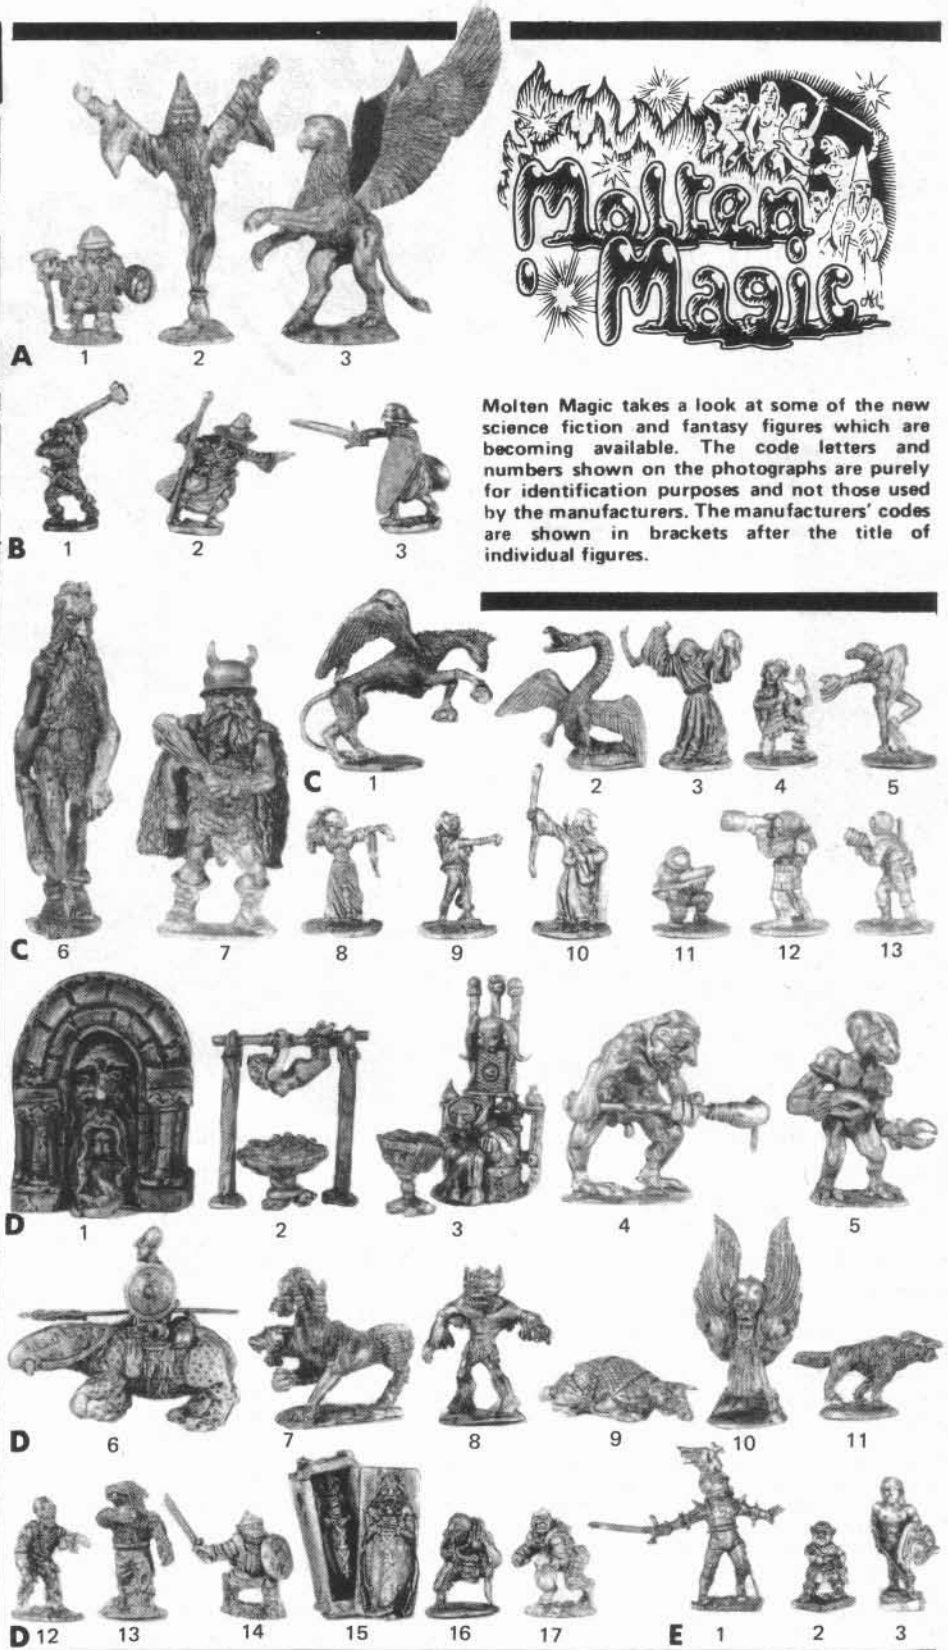 Molten
Magic
A 1 2 3
Molten Magic takes a look at some of the new
science fiction and fantasy figures which are
becoming available. The code letters and
numbers shown on the photographs are purely
for identification purposes and not those used
by the manufacturers. The manufacturers' codes
are shown in brackets after the title of
individual figures.
B 1 2 3
C 1 2 3 4 5
C 6 7 8 9 10 11 12 13
D 1 2 3 4 5
D 6 7 8 9 10 11
D 12 13 14 15 16 17
E 1 2 3